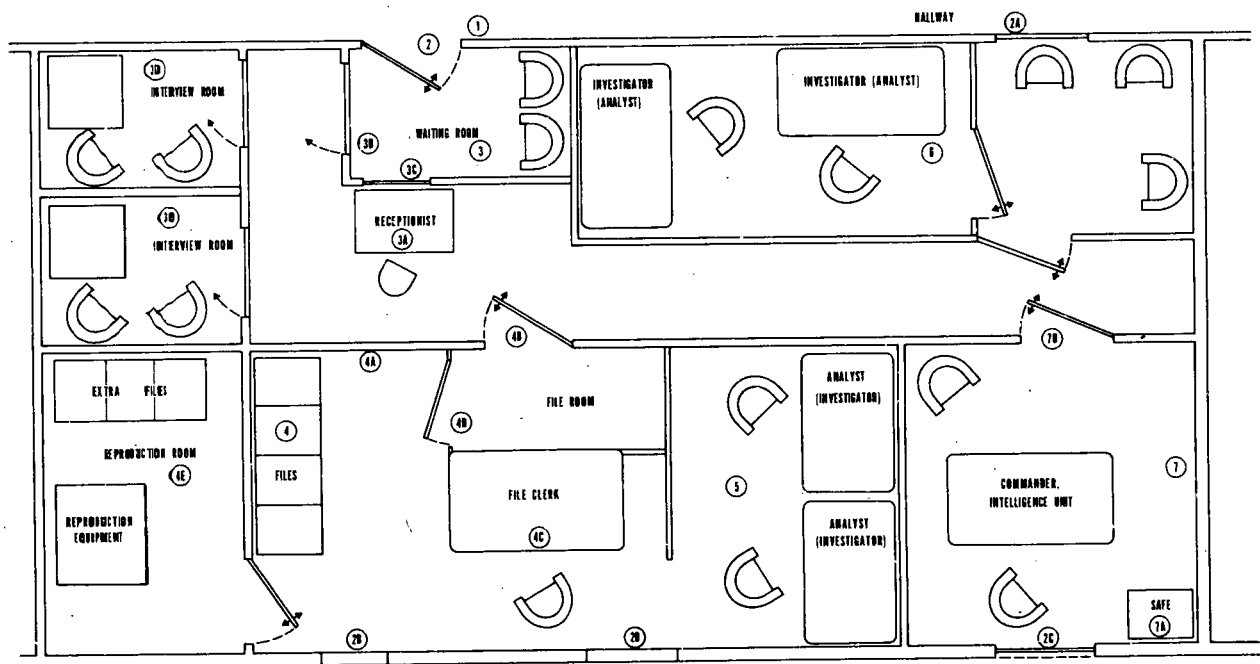 HALLWAY
1
2
2A
3D
INTERVIEW ROOM
WAITING ROOM
3
3B
3C
INVESTIGATOR
(ANALYST)
INVESTIGATOR (ANALYST)
6
3D
INTERVIEW ROOM
RECEPTIONIST
3A
4B
7B
4A
EXTRA FILES
REPRODUCTION ROOM
4E
REPRODUCTION
EQUIPMENT
4
FILES
4D
FILE ROOM
FILE CLERK
4C
5
ANALYST
(INVESTIGATOR)
ANALYST
(INVESTIGATOR)
7
COMMANDER,
INTELLIGENCE UNIT
SAFE
7A
2B
2B
2C